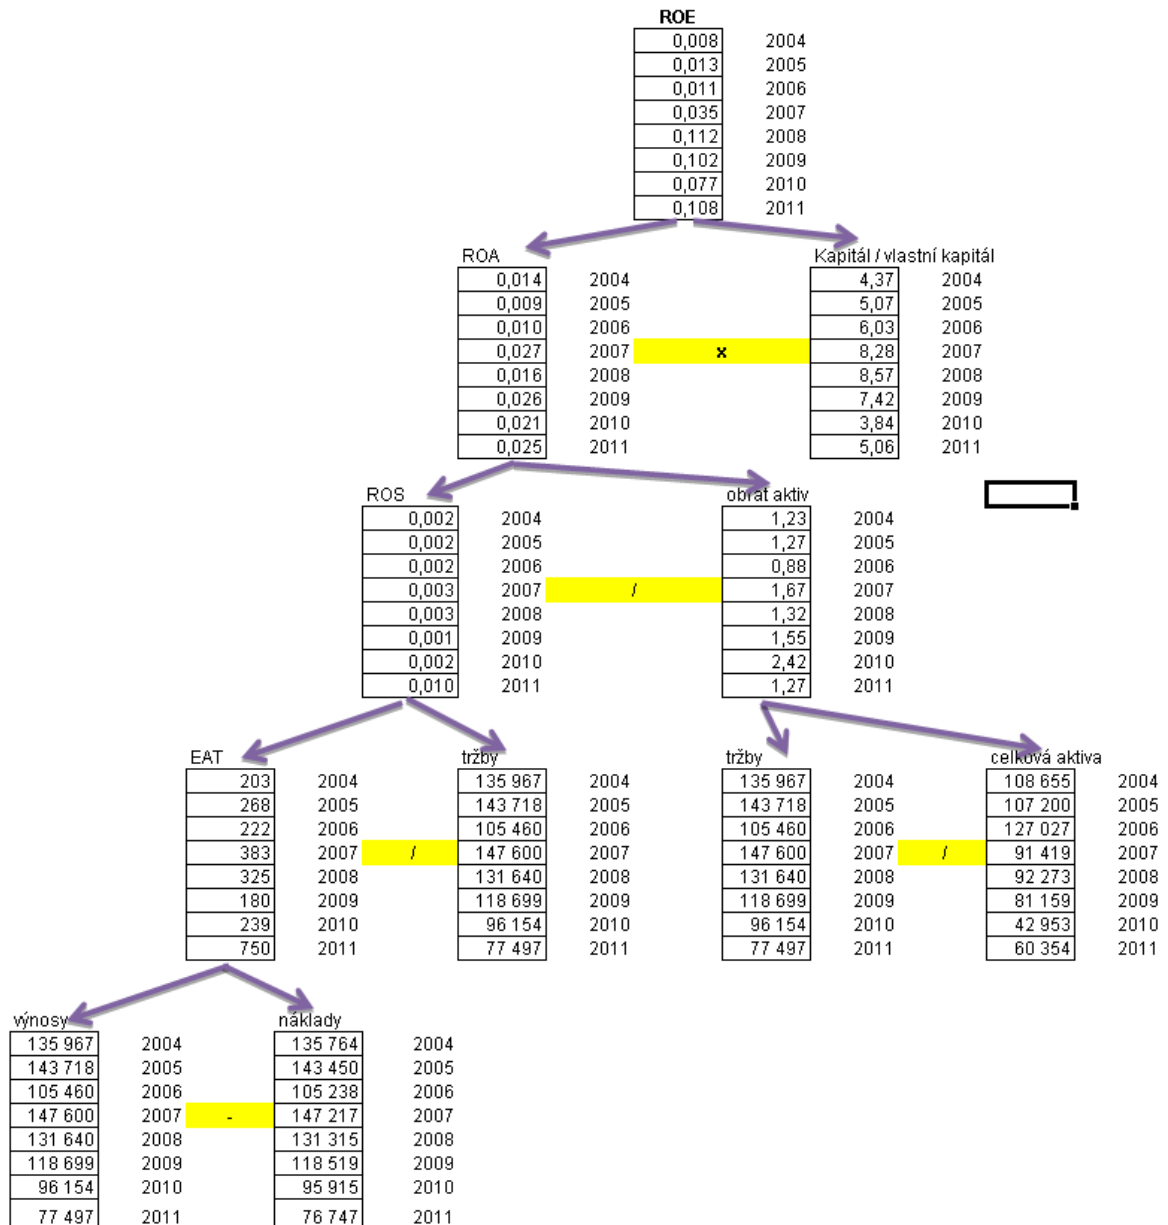 ROE
0,008 2004
0,013 2005
0,011 2006
0,035 2007
0,112 2008
0,102 2009
0,077 2010
0,108 2011
ROA Kapitál / vlastní kapitál
0,014 2004 4,37 2004
0,009 2005 5,07 2005
0,010 2006 6,03 2006
0,027 2007 x 8,28 2007
0,016 2008 8,57 2008
0,026 2009 7,42 2009
0,021 2010 3,84 2010
0,025 2011 5,06 2011
ROS obrat aktiv
0,002 2004 1,23 2004
0,002 2005 1,27 2005
0,002 2006 0,88 2006
0,003 2007 / 1,67 2007
0,003 2008 1,32 2008
0,001 2009 1,55 2009
0,002 2010 2,42 2010
0,010 2011 1,27 2011
EAT tržby tržby celková aktiva
203 2004 135 967 2004 135 967 2004 108 655 2004
268 2005 143 718 2005 143 718 2005 107 200 2005
222 2006 105 460 2006 105 460 2006 127 027 2006
383 2007 / 147 600 2007 147 600 2007 / 91 419 2007
325 2008 131 640 2008 131 640 2008 92 273 2008
180 2009 118 699 2009 118 699 2009 81 159 2009
239 2010 96 154 2010 96 154 2010 42 953 2010
750 2011 77 497 2011 77 497 2011 60 354 2011
výnosy náklady
135 967 2004 135 764 2004
143 718 2005 143 450 2005
105 460 2006 105 238 2006
147 600 2007 - 147 217 2007
131 640 2008 131 315 2008
118 699 2009 118 519 2009
96 154 2010 95 915 2010
77 497 2011 76 747 2011